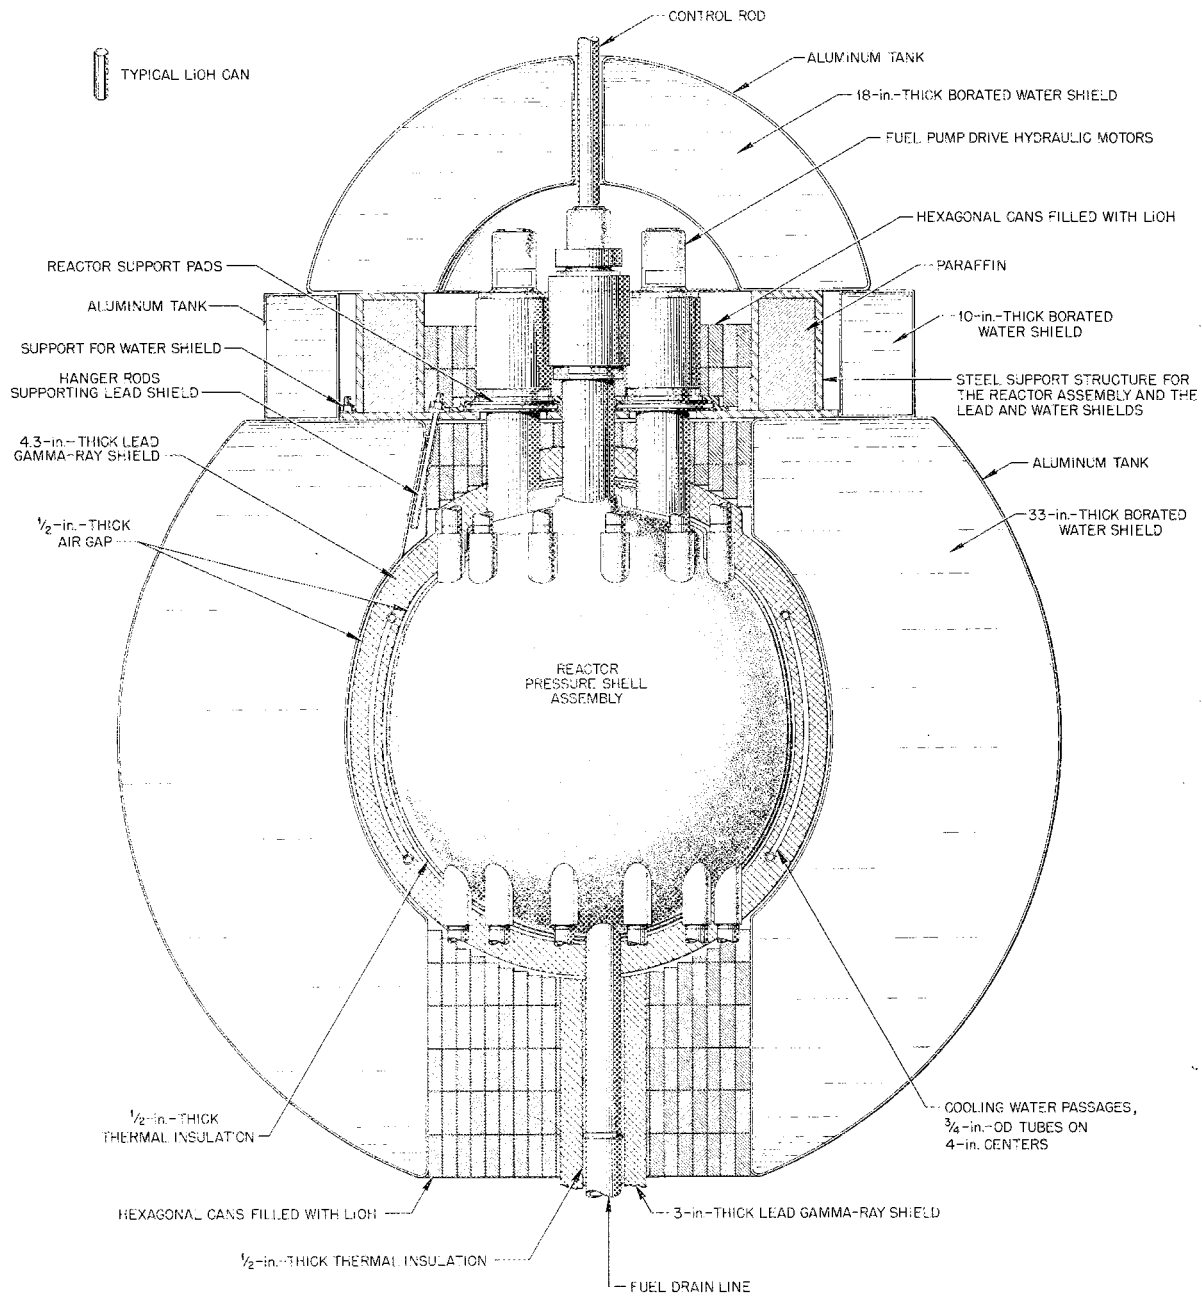 CONTROL ROD
TYPICAL LiOH CAN
ALUMINUM TANK
18-in.-THICK BORATED WATER SHIELD
FUEL PUMP DRIVE HYDRAULIC MOTORS
HEXAGONAL CANS FILLED WITH LiOH
REACTOR SUPPORT PADS
PARAFFIN
ALUMINUM TANK
10-in.-THICK BORATED
WATER SHIELD
SUPPORT FOR WATER SHIELD
HANGER RODS
SUPPORTING LEAD SHIELD
STEEL SUPPORT STRUCTURE FOR
THE REACTOR ASSEMBLY AND THE
LEAD AND WATER SHIELDS
4.3-in.-THICK LEAD
GAMMA-RAY SHIELD
ALUMINUM TANK
1/2-in.-THICK
AIR GAP
33-in.-THICK BORATED
WATER SHIELD
REACTOR
PRESSURE SHELL
ASSEMBLY
1/2-in.-THICK
THERMAL INSULATION
COOLING WATER PASSAGES,
3/4-in.-OD TUBES ON
4-in. CENTERS
HEXAGONAL CANS FILLED WITH LiOH
3-in.-THICK LEAD GAMMA-RAY SHIELD
1/2-in.-THICK THERMAL INSULATION
FUEL DRAIN LINE